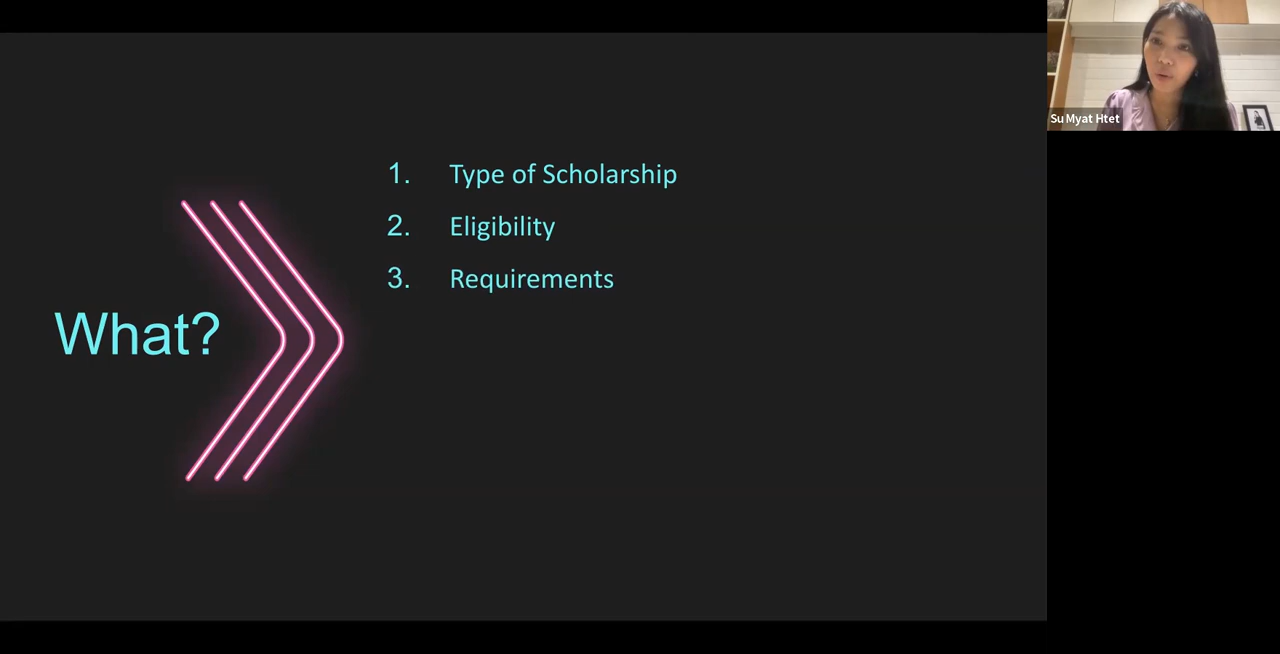 What?
1. Type of Scholarship
2. Eligibility
3. Requirements
Su Myat Htet